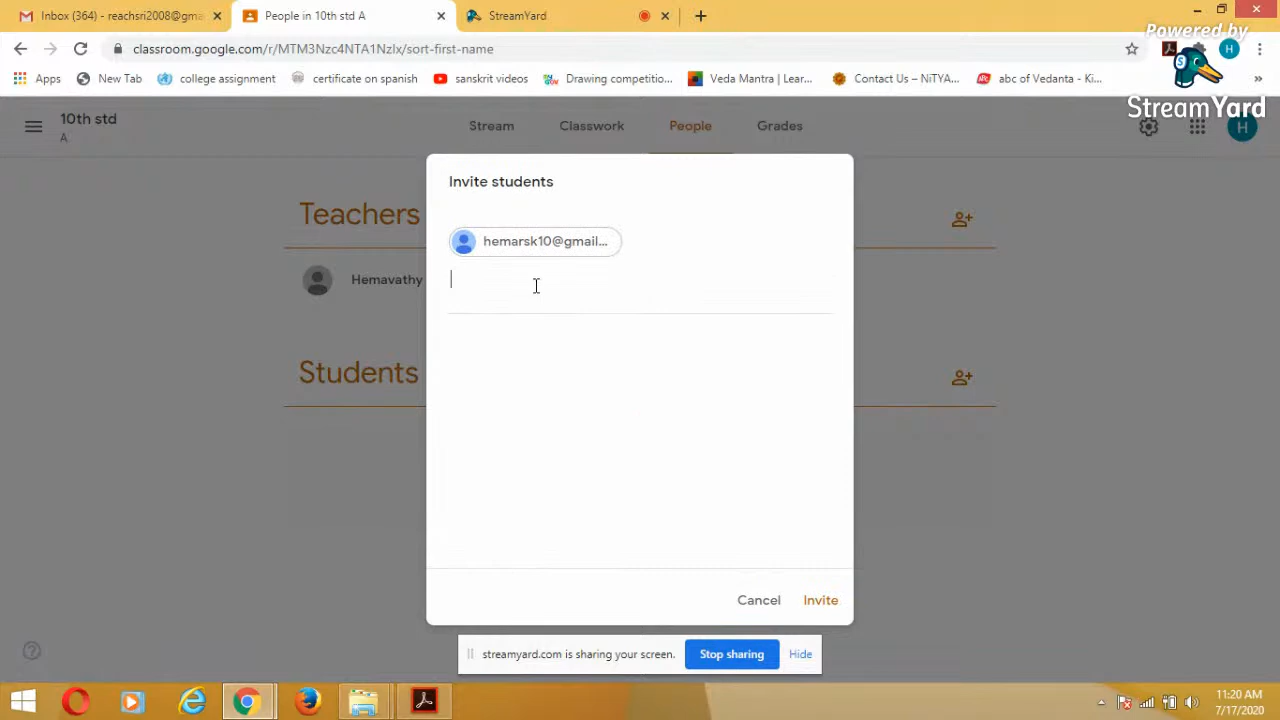 Inbox (364) - reachsri2008@gma
People in 10th std A
StreamYard
classroom.google.com/r/MTM3Nzc4NTA1Nzlx/sort-first-name
H
Powered by
StreamYard
Apps
New Tab
college assignment
certificate on spanish
sanskrit videos
Drawing competitio...
Veda Mantra | Lear...
Contact Us – NiTYA...
abc of Vedanta - Ki...
»
10th std
A
Stream
Classwork
People
Grades
H
Invite students
Teachers
hemarsk10@gmail...
Hemavathy
Students
Cancel
Invite
streamyard.com is sharing your screen.
Stop sharing
Hide
11:20 AM
7/17/2020